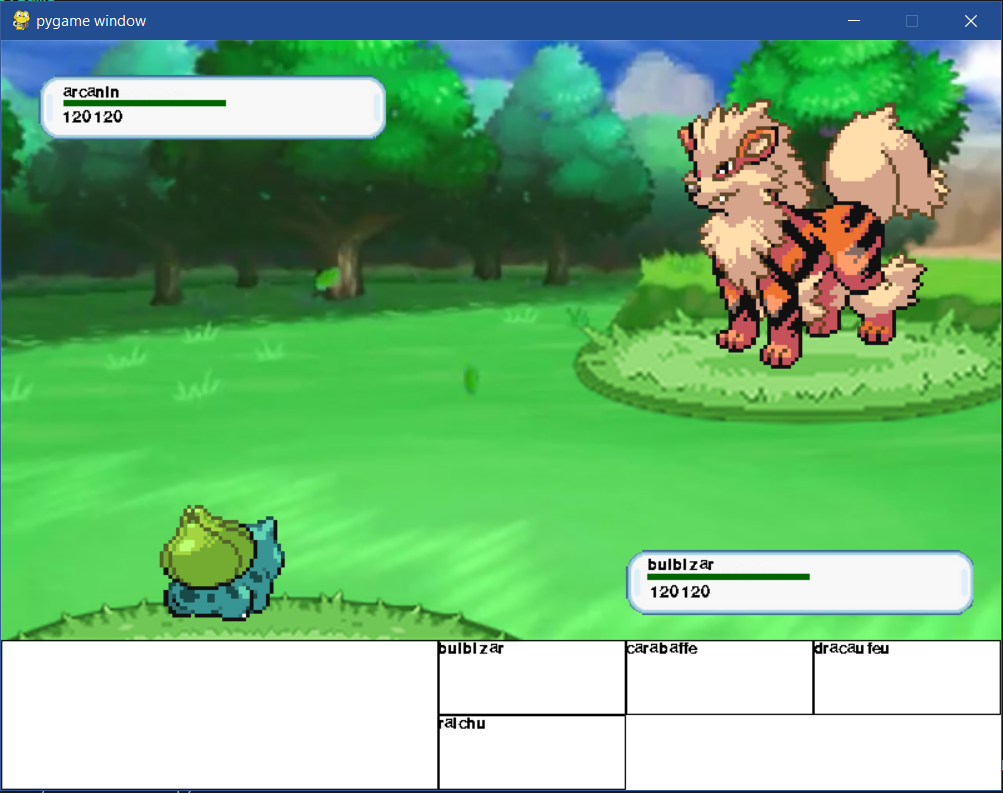 pygame window
arcanin
120120
bulbizar
120120
bulbizar
carabaffe
dracaufeu
raichu